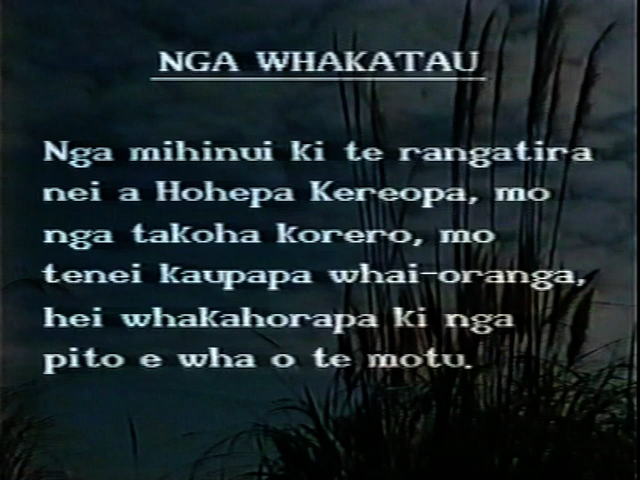 NGA WHAKATAU
Nga mihinui ki te rangatira
nei a Hohepa Kereopa, mo
nga takoha korero, mo
tenei kaupapa whai-oranga,
hei whakahorapa ki nga
pito e wha o te motu.